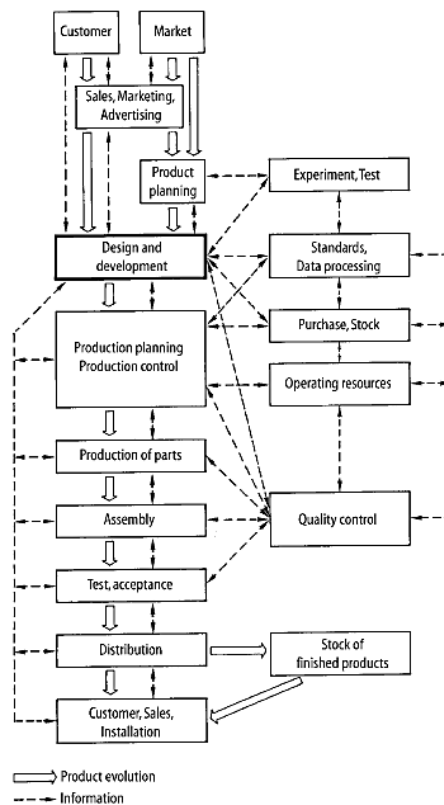 Customer
Market
Sales, Marketing,
Advertising
Product
planning
Experiment, Test
Design and
development
Standards,
Data processing
Production planning
Production control
Purchase, Stock
Operating resources
Production of parts
Assembly
Quality control
Test, acceptance
Distribution
Stock of
finished products
Customer, Sales,
Installation
Product evolution
Information